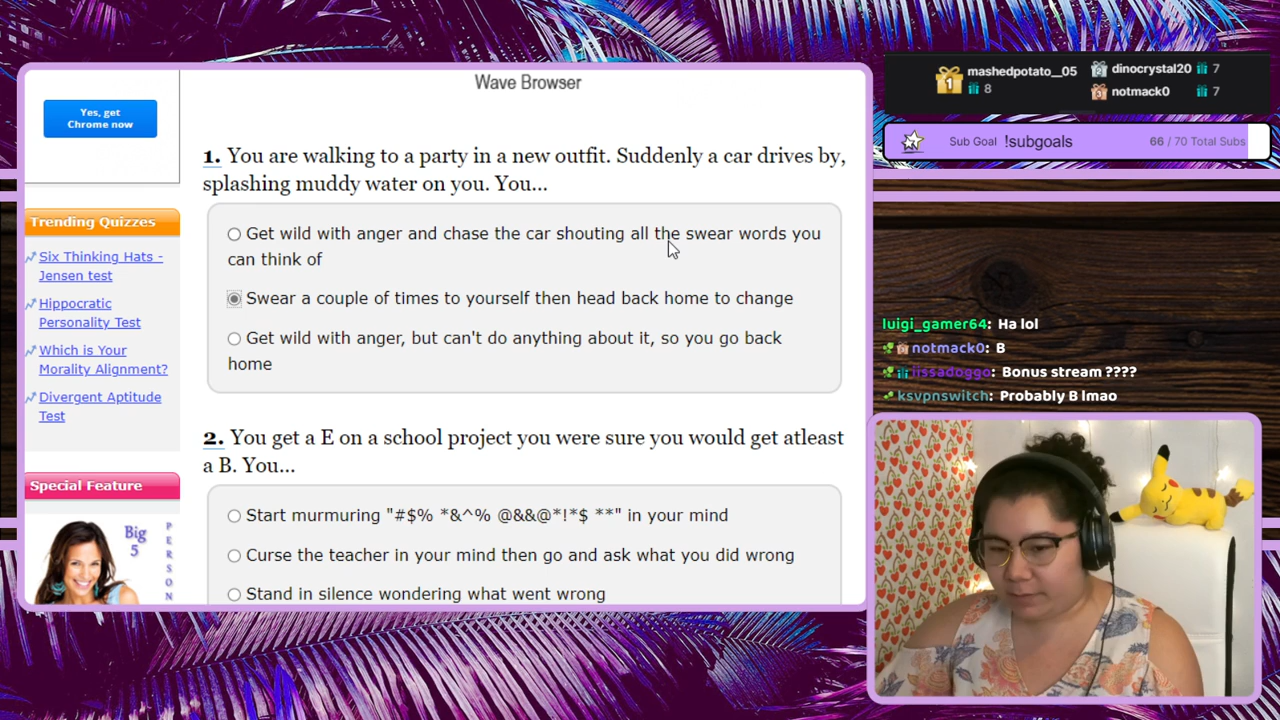 Wave Browser
Yes, get
Chrome now
1. You are walking to a party in a new outfit. Suddenly a car drives by,
splashing muddy water on you. You...
Get wild with anger and chase the car shouting all the swear words you
can think of
Swear a couple of times to yourself then head back home to change
Get wild with anger, but can't do anything about it, so you go back
home
2. You get a E on a school project you were sure you would get atleast
a B. You...
Start murmuring "#$% *&^% @&&@*!*$ **" in your mind
Curse the teacher in your mind then go and ask what you did wrong
Stand in silence wondering what went wrong
Trending Quizzes
Six Thinking Hats -
Jensen test
Hippocratic
Personality Test
Which is Your
Morality Alignment?
Divergent Aptitude
Test
Special Feature
Big
5
P
E
R
S
O
N
1 mashedpotato__05
8
2 dinocrystal20 7
3 notmack0 7
Sub Goal !subgoals 66 / 70 Total Subs
luigi_gamer64: Ha lol
notmack0: B
iissadoggo: Bonus stream ????
ksvpnswitch: Probably B lmao